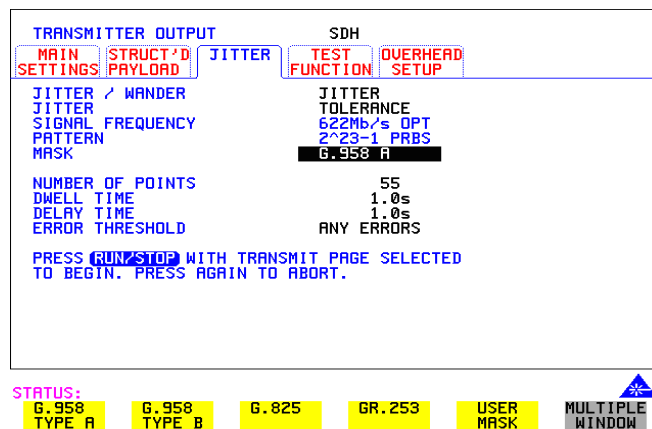 TRANSMITTER OUTPUT SDH
MAIN SETTINGS
STRUCT'D PAYLOAD
JITTER
TEST FUNCTION
OVERHEAD SETUP
JITTER / WANDER JITTER
JITTER TOLERANCE
SIGNAL FREQUENCY 622Mb/s OPT
PATTERN 2^23-1 PRBS
MASK G.958 A
NUMBER OF POINTS 55
DWELL TIME 1.0s
DELAY TIME 1.0s
ERROR THRESHOLD ANY ERRORS
PRESS RUN/STOP WITH TRANSMIT PAGE SELECTED
TO BEGIN. PRESS AGAIN TO ABORT.
STATUS:
G.958 TYPE A
G.958 TYPE B
G.825
GR.253
USER MASK
MULTIPLE WINDOW